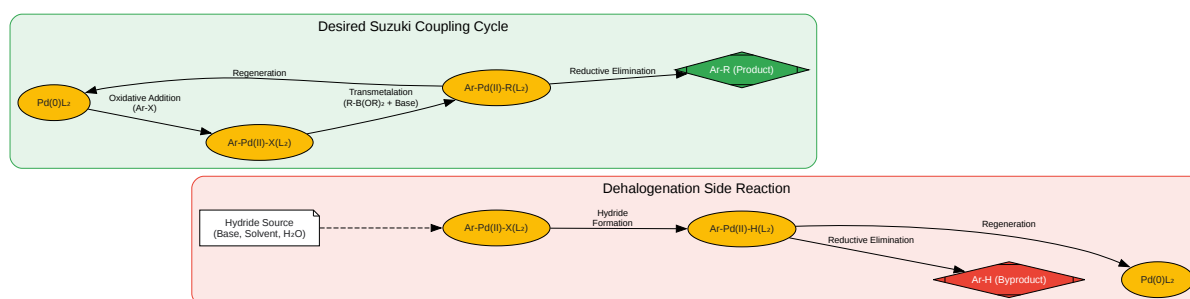 Desired Suzuki Coupling Cycle
Regeneration
Reductive Elimination
Ar-R (Product)
Pd(0)L₂
Oxidative Addition
(Ar-X)
Transmetalation
(R-B(OR)₂ + Base)
Ar-Pd(II)-R(L₂)
Ar-Pd(II)-X(L₂)
Dehalogenation Side Reaction
Hydride Source
(Base, Solvent, H₂O)
Ar-Pd(II)-X(L₂)
Hydride
Formation
Ar-Pd(II)-H(L₂)
Regeneration
Reductive Elimination
Ar-H (Byproduct)
Pd(0)L₂